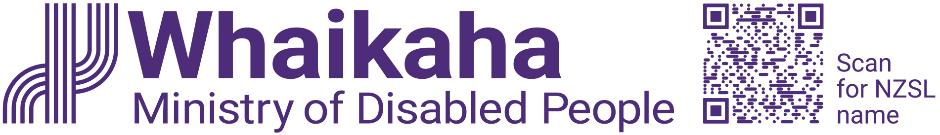 Whaikaha
Ministry of Disabled People
Scan
for NZSL
name